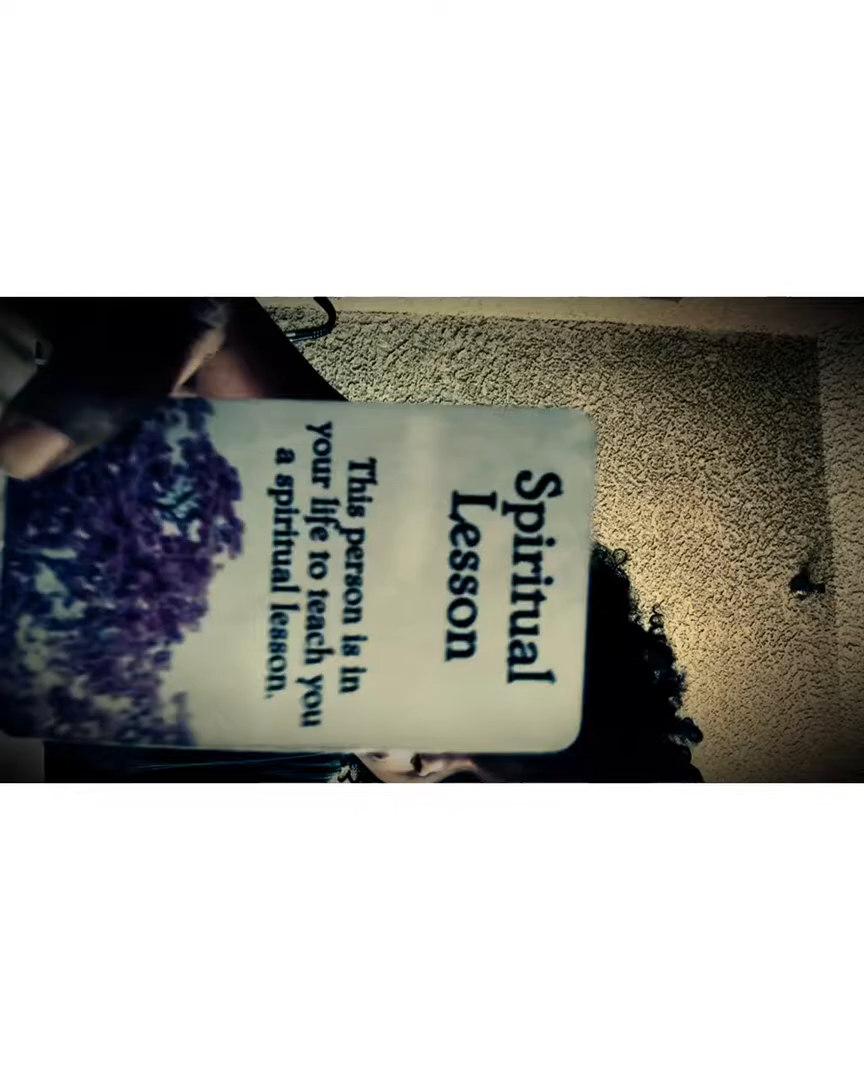 Spiritual
Lesson
This person is in
your life to teach you
a spiritual lesson.